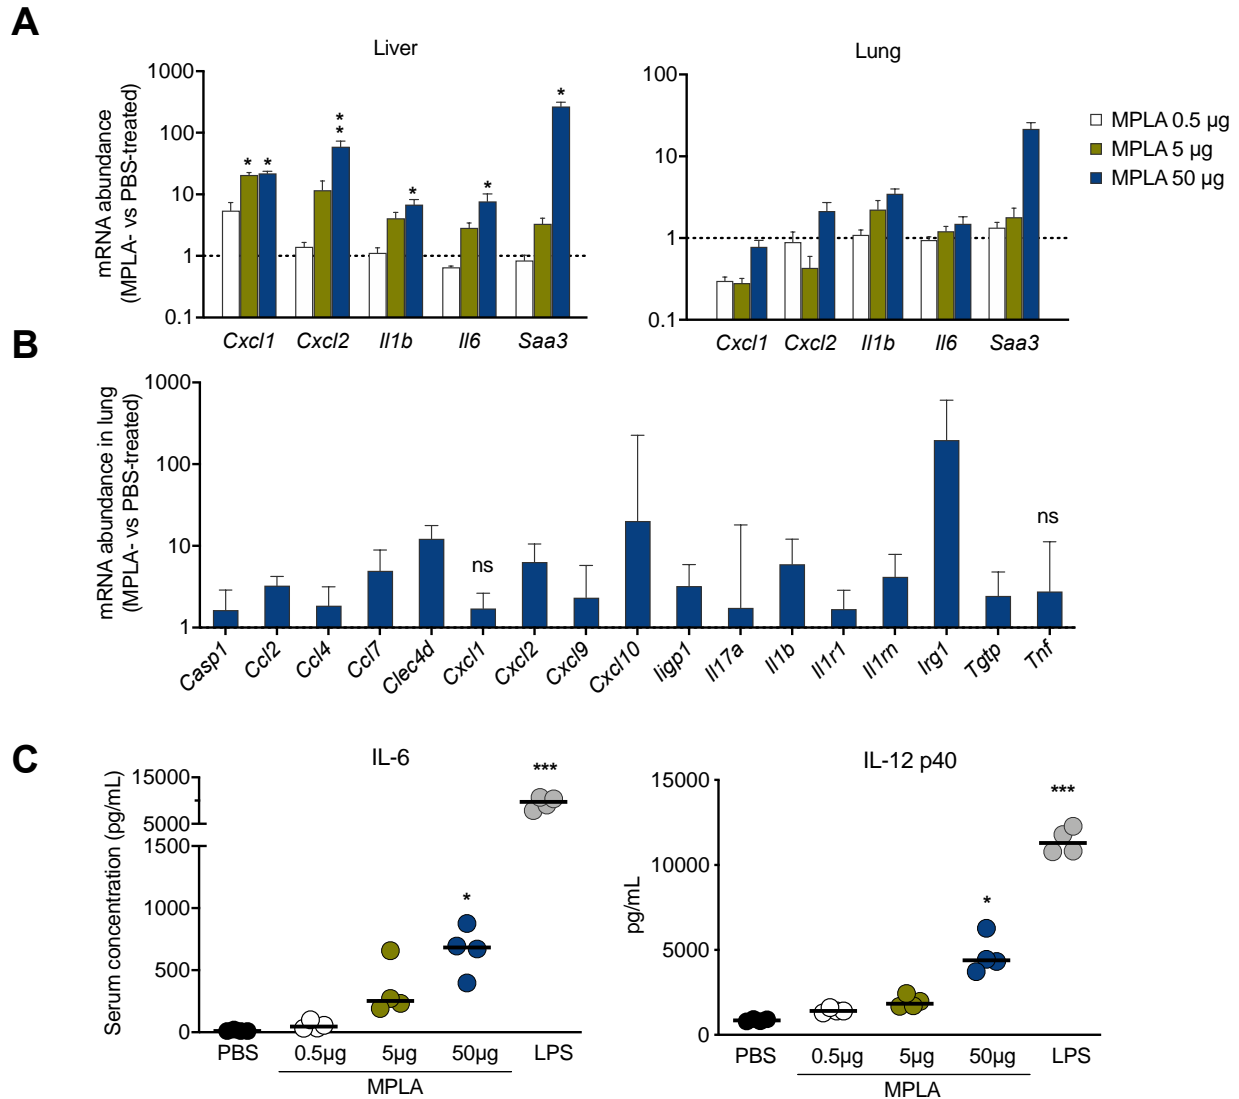 A
Liver
Lung
mRNA abundance
(MPLA- vs PBS-treated)
1000
100
10
1
0.1
* *
*
*
*
*
*
Cxcl1 Cxcl2 Il1b Il6 Saa3
100
10
1
0.1
Cxcl1 Cxcl2 Il1b Il6 Saa3
MPLA 0.5 µg
MPLA 5 µg
MPLA 50 µg
B
mRNA abundance in lung
(MPLA- vs PBS-treated)
1000
100
10
1
ns
ns
Casp1 Ccl2 Ccl4 Ccl7 Clec4d Cxcl1 Cxcl2 Cxcl9 Cxcl10 Iigp1 Il17a Il1b Il1r1 Il1rn Irg1 Tgtp Tnf
C
IL-6
Serum concentration (pg/mL)
15000
5000
1500
1000
500
0
*
***
PBS 0.5µg 5µg 50µg LPS
MPLA
IL-12 p40
pg/mL
15000
10000
5000
0
*
***
PBS 0.5µg 5µg 50µg LPS
MPLA